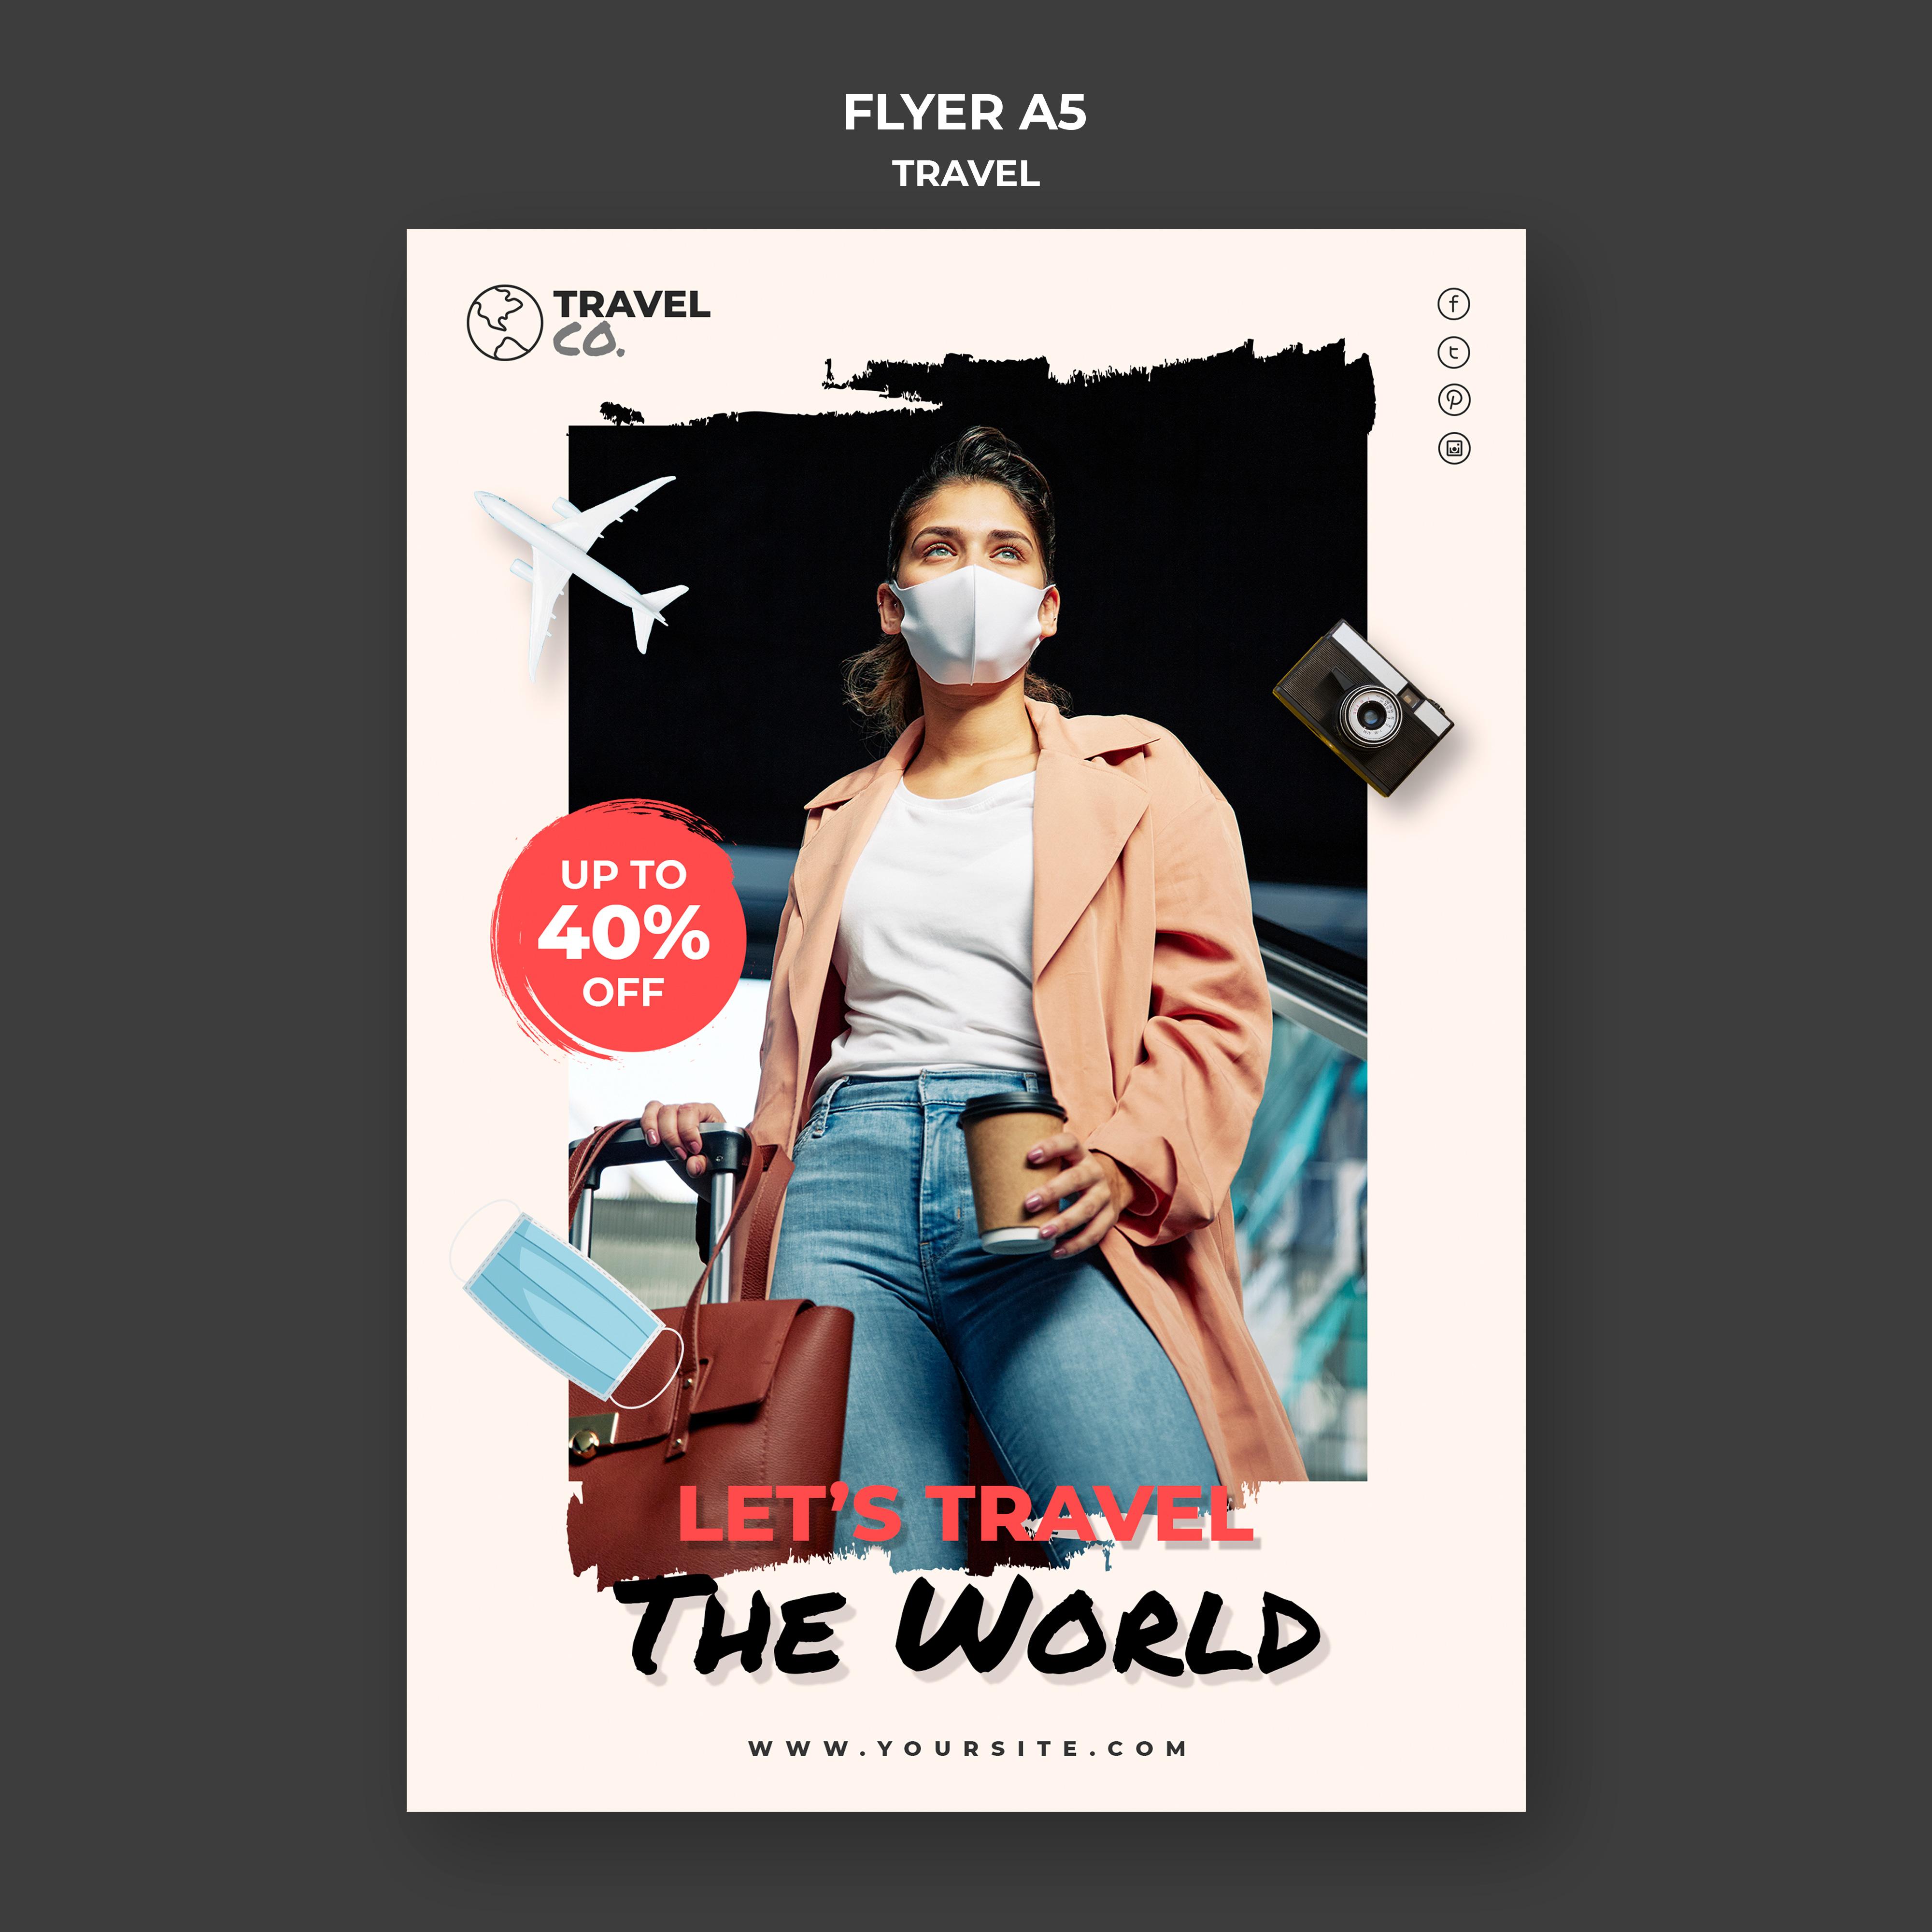 FLYER A5
TRAVEL
TRAVEL
CO.
UP TO
40%
OFF
LET'S TRAVEL
THE WORLD
WWW.YOURSITE.COM